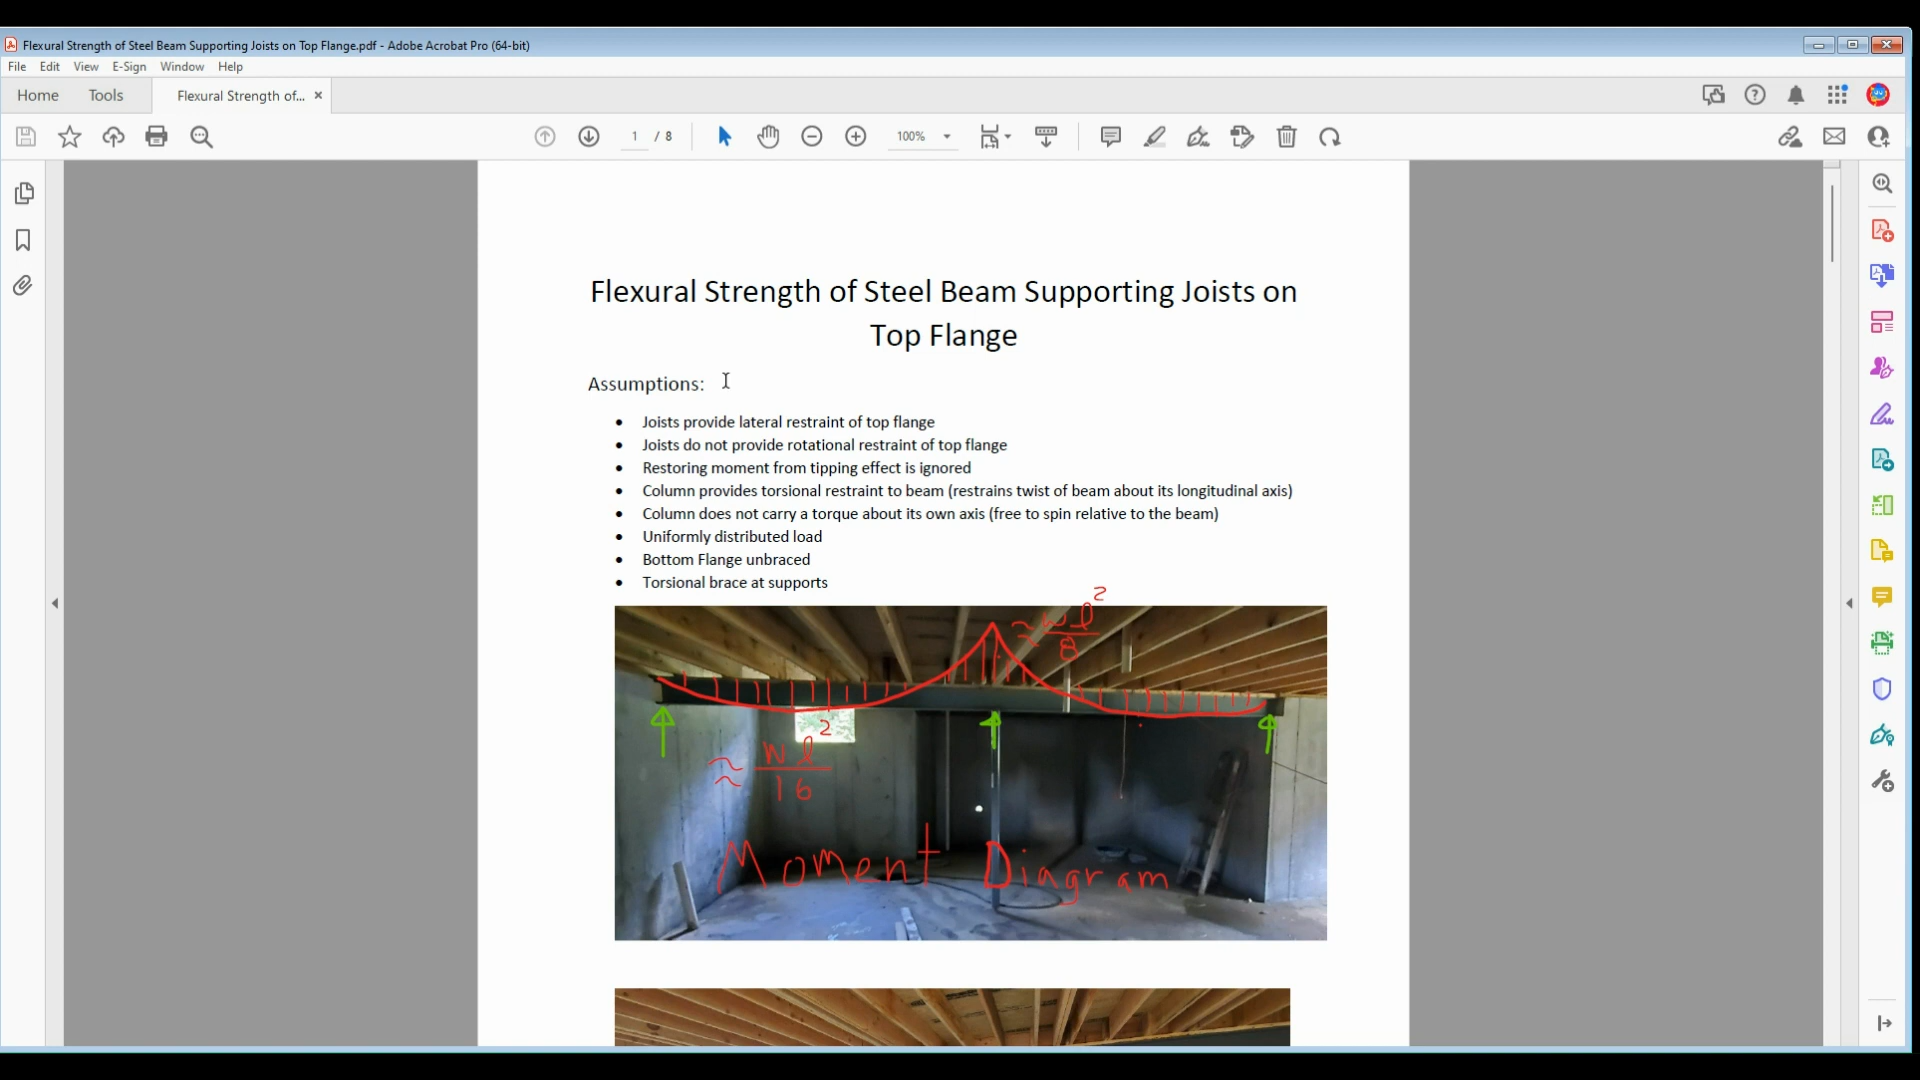 Flexural Strength of Steel Beam Supporting Joists on Top Flange.pdf - Adobe Acrobat Pro (64-bit)
File Edit View E-Sign Window Help
Home Tools Flexural Strength of... ×
1 / 8 100%
Flexural Strength of Steel Beam Supporting Joists on
Top Flange
Assumptions:
• Joists provide lateral restraint of top flange
• Joists do not provide rotational restraint of top flange
• Restoring moment from tipping effect is ignored
• Column provides torsional restraint to beam (restrains twist of beam about its longitudinal axis)
• Column does not carry a torque about its own axis (free to spin relative to the beam)
• Uniformly distributed load
• Bottom Flange unbraced
• Torsional brace at supports
≈ wl²
8
≈ wl²
16
Moment Diagram